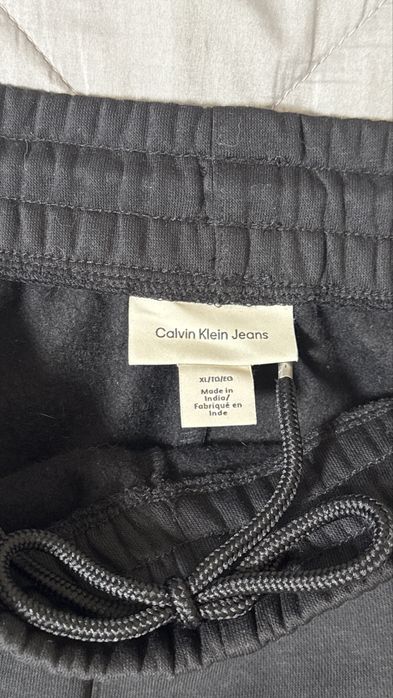 Calvin Klein Jeans
XL/TG/EG
Made in
India/
Fabriqué en
Inde